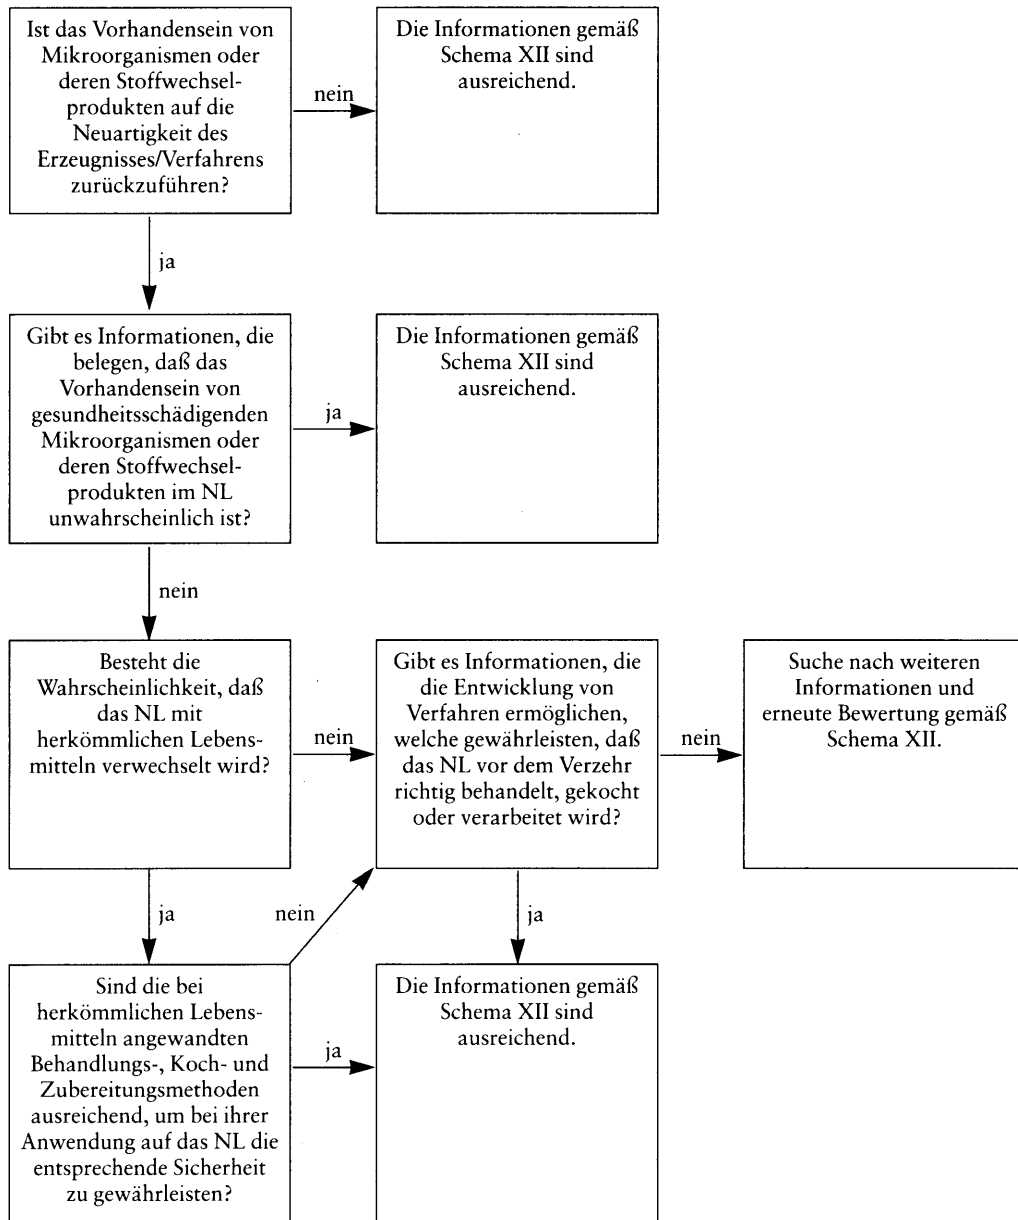 Ist das Vorhandensein von
Mikroorganismen oder
deren Stoffwechsel-
produkten auf die
Neuartigkeit des
Erzeugnisses/Verfahrens
zurückzuführen?
nein
Die Informationen gemäß
Schema XII sind
ausreichend.
ja
Gibt es Informationen, die
belegen, daß das
Vorhandensein von
gesundheitsschädigenden
Mikroorganismen oder
deren Stoffwechsel-
produkten im NL
unwahrscheinlich ist?
ja
Die Informationen gemäß
Schema XII sind
ausreichend.
nein
Besteht die
Wahrscheinlichkeit, daß
das NL mit
herkömmlichen Lebens-
mitteln verwechselt wird?
nein
Gibt es Informationen, die
die Entwicklung von
Verfahren ermöglichen,
welche gewährleisten, daß
das NL vor dem Verzehr
richtig behandelt, gekocht
oder verarbeitet wird?
nein
Suche nach weiteren
Informationen und
erneute Bewertung gemäß
Schema XII.
ja
nein
ja
Sind die bei
herkömmlichen Lebens-
mitteln angewandten
Behandlungs-, Koch- und
Zubereitungsmethoden
ausreichend, um bei ihrer
Anwendung auf das NL die
entsprechende Sicherheit
zu gewährleisten?
ja
Die Informationen gemäß
Schema XII sind
ausreichend.